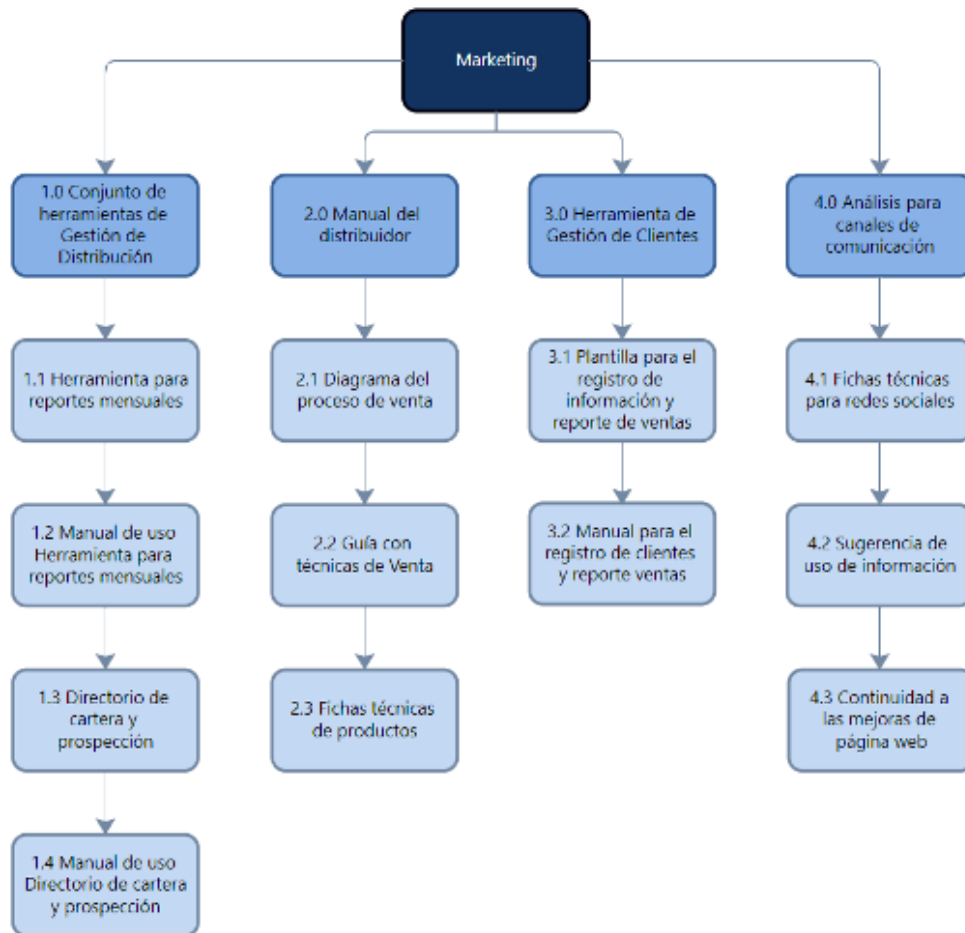 Marketing
1.0 Conjunto de
herramientas de
Gestión de
Distribución
2.0 Manual del
distribuidor
3.0 Herramienta de
Gestión de Clientes
4.0 Análisis para
canales de
comunicación
1.1 Herramienta para
reportes mensuales
2.1 Diagrama del
proceso de venta
3.1 Plantilla para el
registro de
información y
reporte de ventas
4.1 Fichas técnicas
para redes sociales
1.2 Manual de uso
Herramienta para
reportes mensuales
2.2 Guía con
técnicas de Venta
3.2 Manual para el
registro de clientes
y reporte ventas
4.2 Sugerencia de
uso de información
1.3 Directorio de
cartera y
prospección
2.3 Fichas técnicas
de productos
4.3 Continuidad a
las mejoras de
página web
1.4 Manual de uso
Directorio de cartera
y prospección